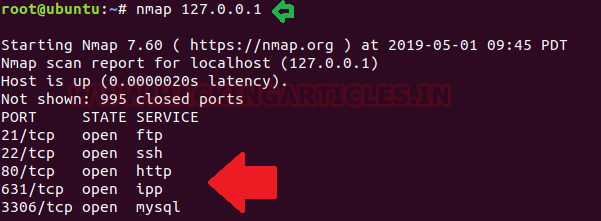 root@ubuntu:~# nmap 127.0.0.1
Starting Nmap 7.60 ( https://nmap.org ) at 2019-05-01 09:45 PDT
Nmap scan report for localhost (127.0.0.1)
Host is up (0.0000020s latency).
Not shown: 995 closed ports
PORT     STATE SERVICE
21/tcp   open  ftp
22/tcp   open  ssh
80/tcp   open  http
631/tcp  open  ipp
3306/tcp open  mysql